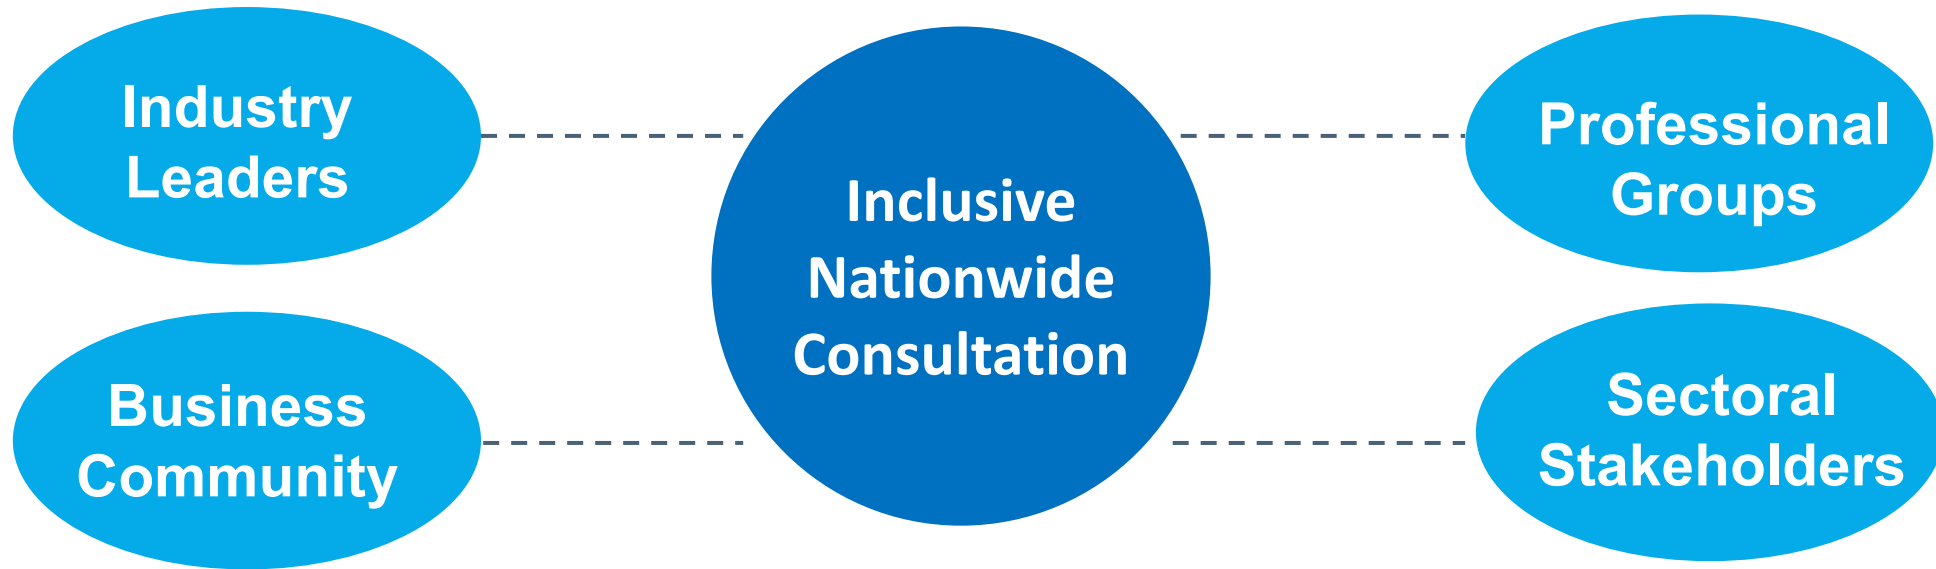 Industry
Leaders
Professional
Groups
Inclusive
Nationwide
Consultation
Business
Community
Sectoral
Stakeholders